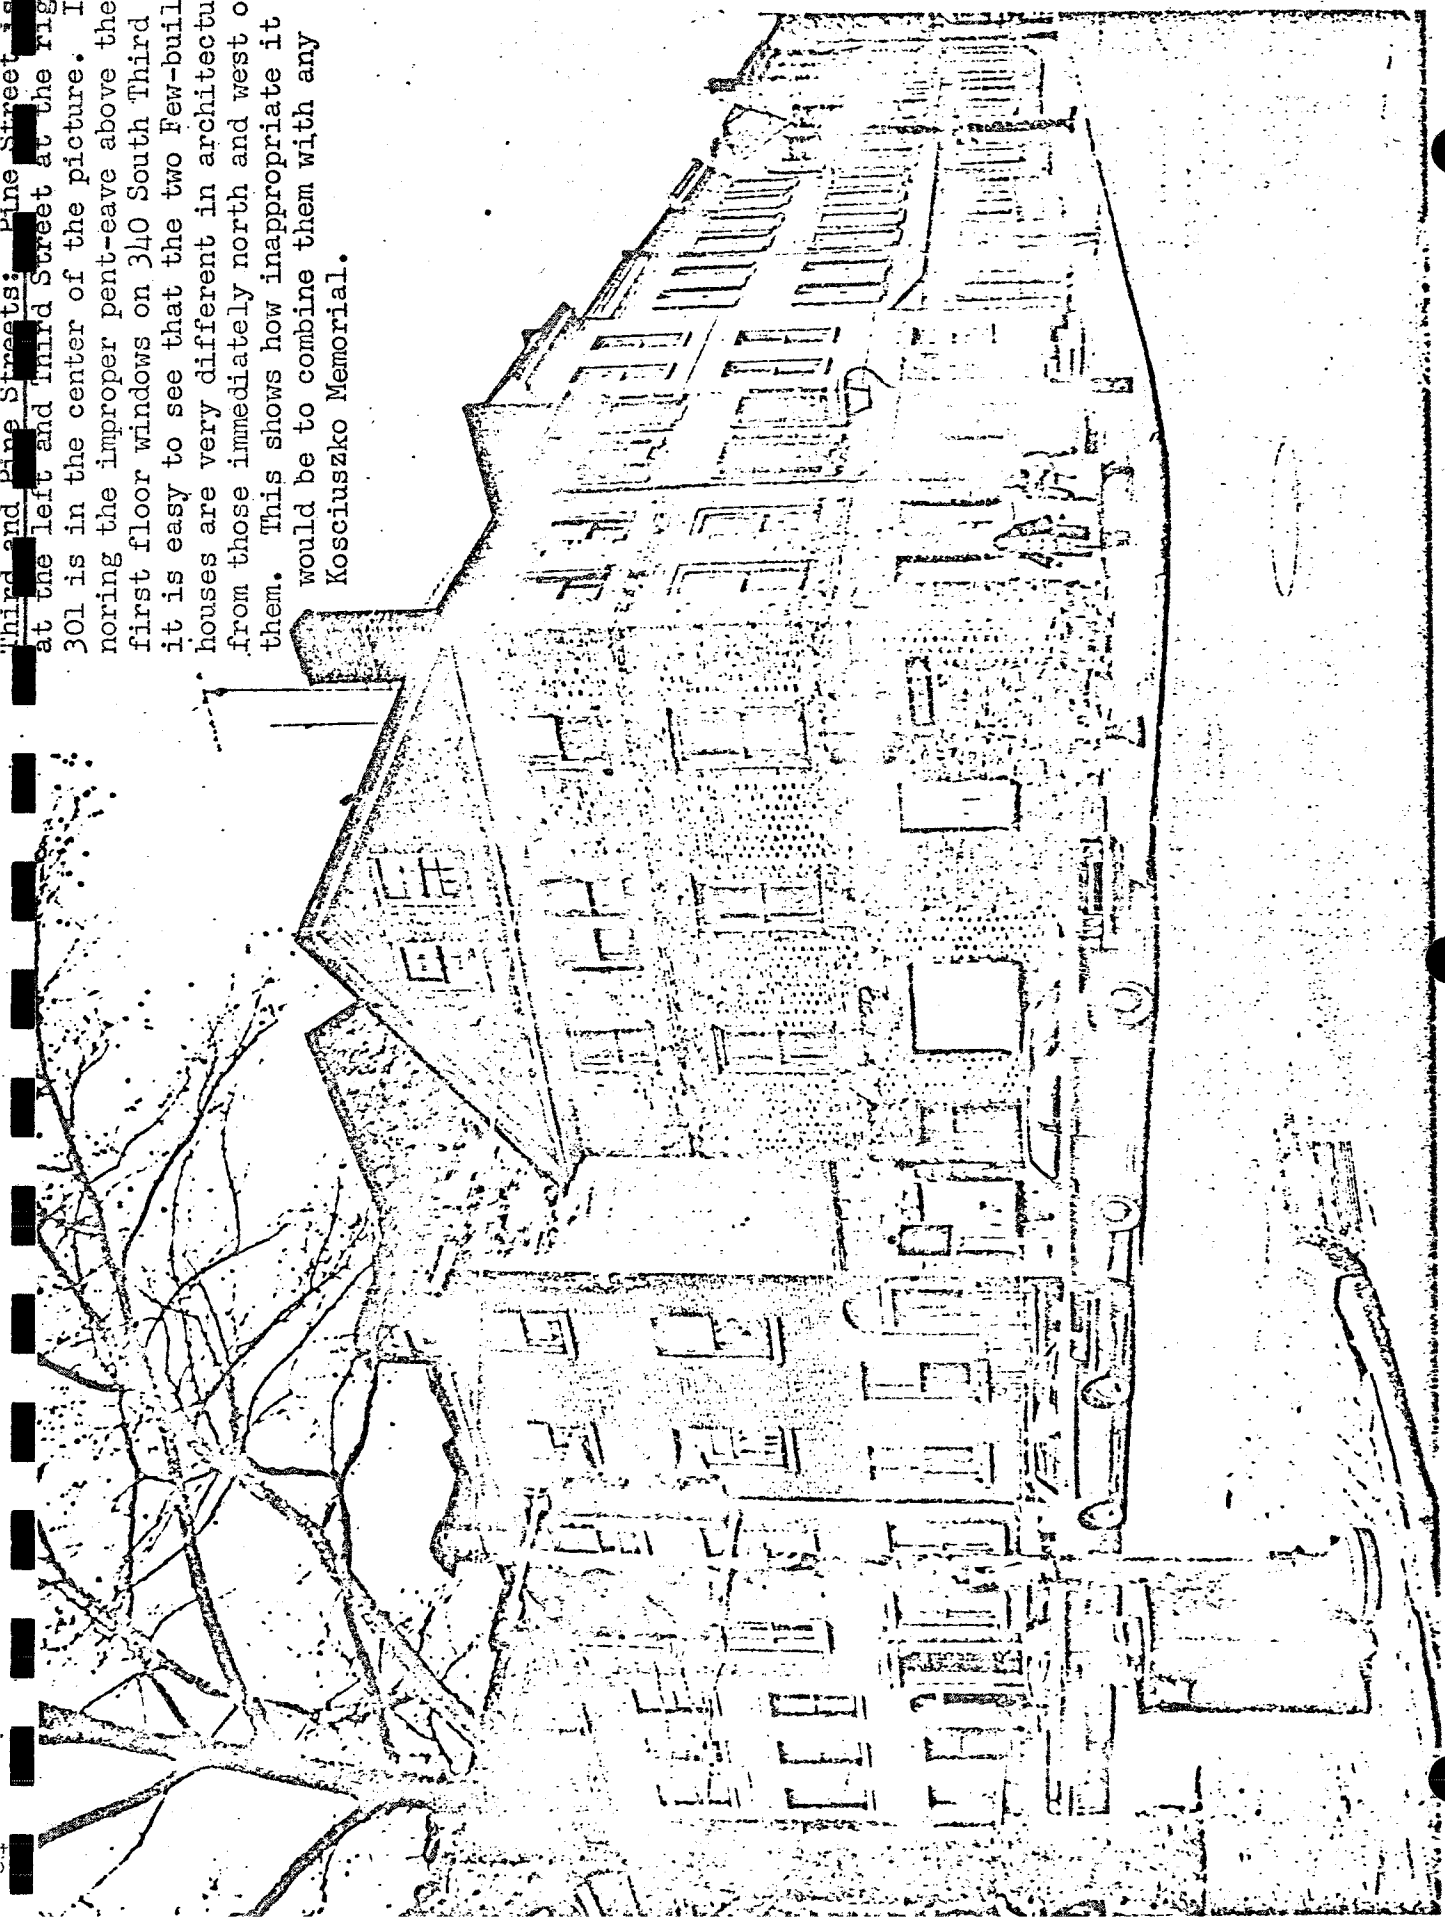 Third and Pine Streets: Pine Street is
at the left and Third Street at the rig
301 is in the center of the picture. I
noring the improper pent-eave above the
first floor windows on 340 South Third
it is easy to see that the two Few-buil
houses are very different in architectu
from those immediately north and west o
them. This shows how inappropriate it
would be to combine them with any
Kosciuszko Memorial.